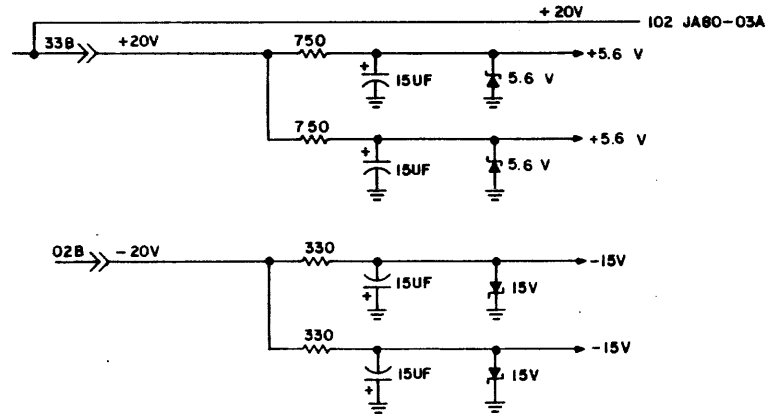 +20V
102 JA80-03A
33B +20V 750 +5.6 V
+ 15UF 5.6 V
750 +5.6 V
+ 15UF 5.6 V
02B -20V 330 -15V
+ 15UF 15V
330 -15V
+ 15UF 15V